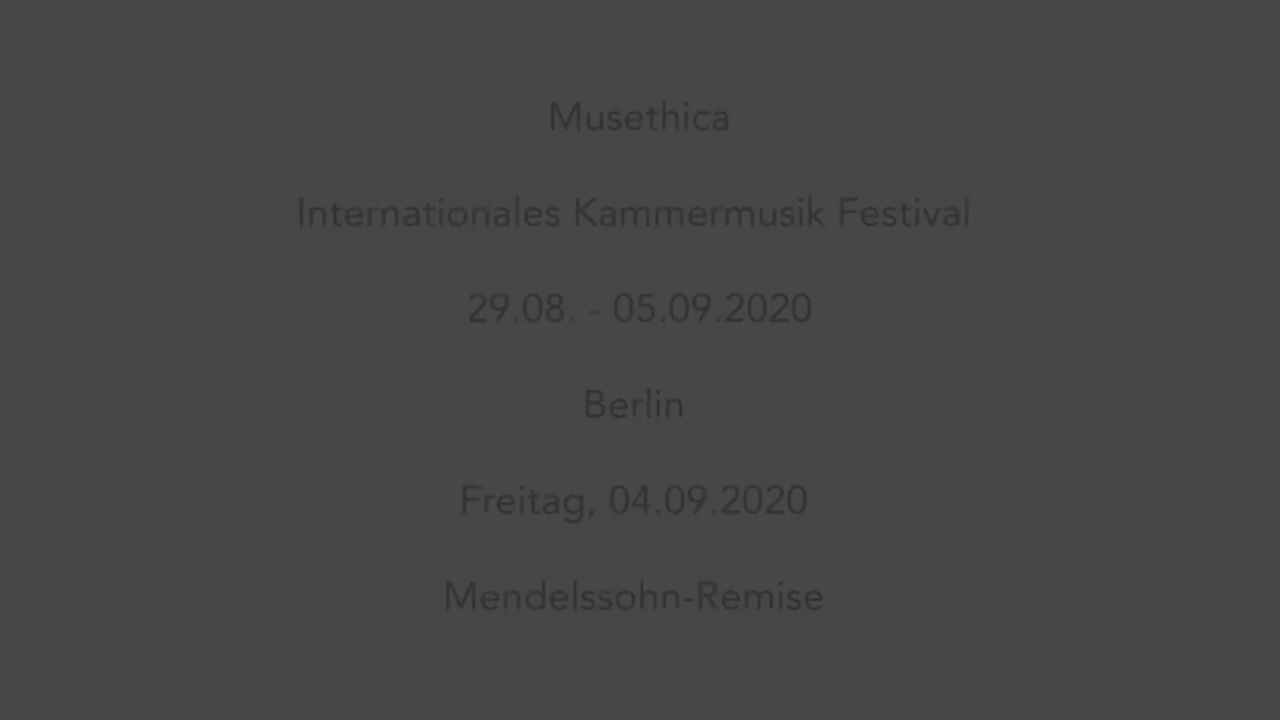 Musethica
Internationales Kammermusik Festival
29.08. - 05.09.2020
Berlin
Freitag, 04.09.2020
Mendelssohn-Remise